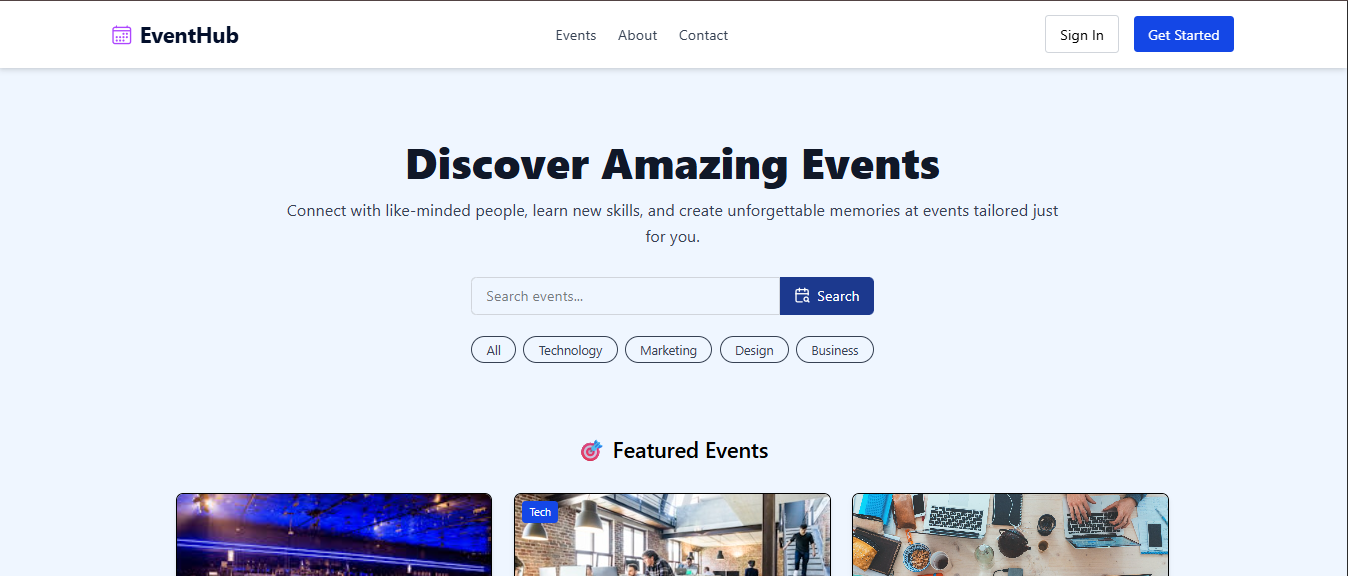 EventHub
Events
About
Contact
Sign In
Get Started
Discover Amazing Events
Connect with like-minded people, learn new skills, and create unforgettable memories at events tailored just
for you.
Search events...
Search
All
Technology
Marketing
Design
Business
Featured Events
Tech